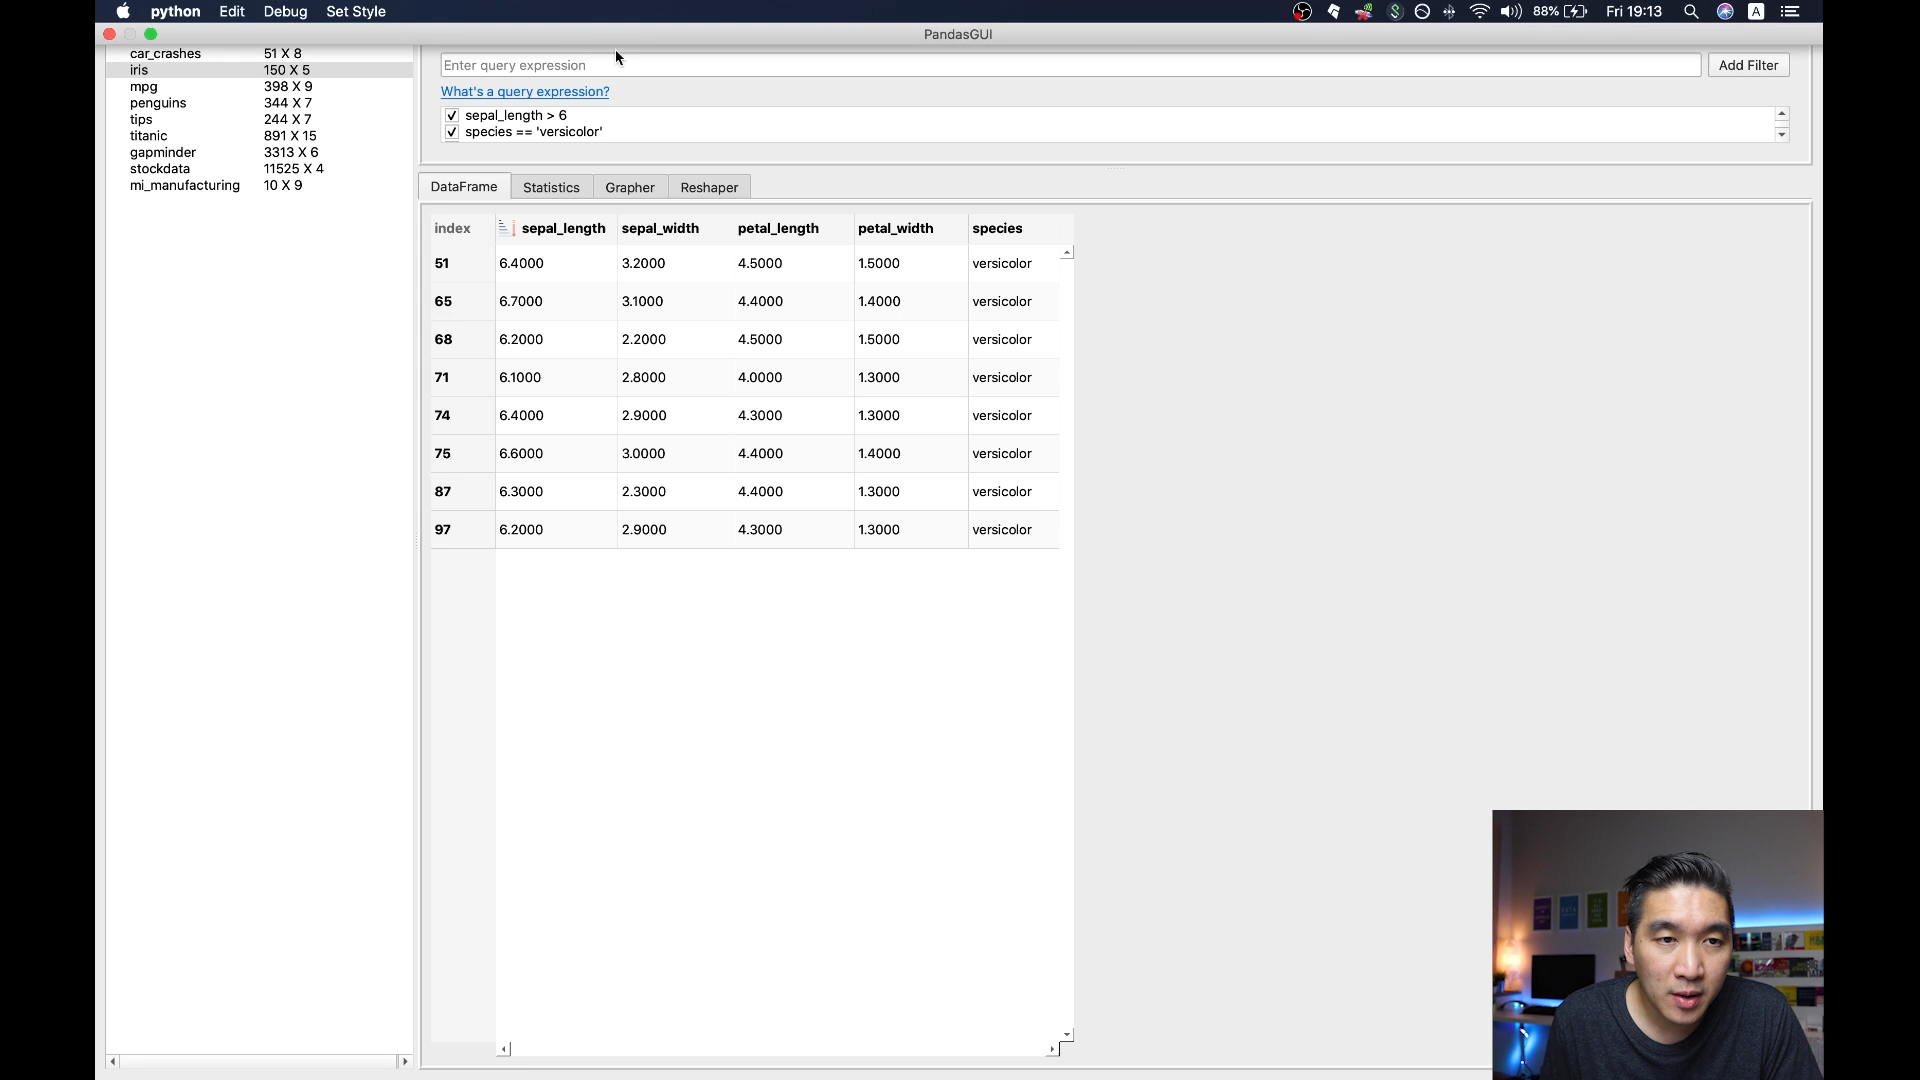 python Edit Debug Set Style 88% Fri 19:13 A
PandasGUI
car_crashes 51 X 8
iris 150 X 5
mpg 398 X 9
penguins 344 X 7
tips 244 X 7
titanic 891 X 15
gapminder 3313 X 6
stockdata 11525 X 4
mi_manufacturing 10 X 9
Enter query expression Add Filter
What's a query expression?
sepal_length > 6
species == 'versicolor'
DataFrame Statistics Grapher Reshaper
index sepal_length sepal_width petal_length petal_width species
51 6.4000 3.2000 4.5000 1.5000 versicolor
65 6.7000 3.1000 4.4000 1.4000 versicolor
68 6.2000 2.2000 4.5000 1.5000 versicolor
71 6.1000 2.8000 4.0000 1.3000 versicolor
74 6.4000 2.9000 4.3000 1.3000 versicolor
75 6.6000 3.0000 4.4000 1.4000 versicolor
87 6.3000 2.3000 4.4000 1.3000 versicolor
97 6.2000 2.9000 4.3000 1.3000 versicolor